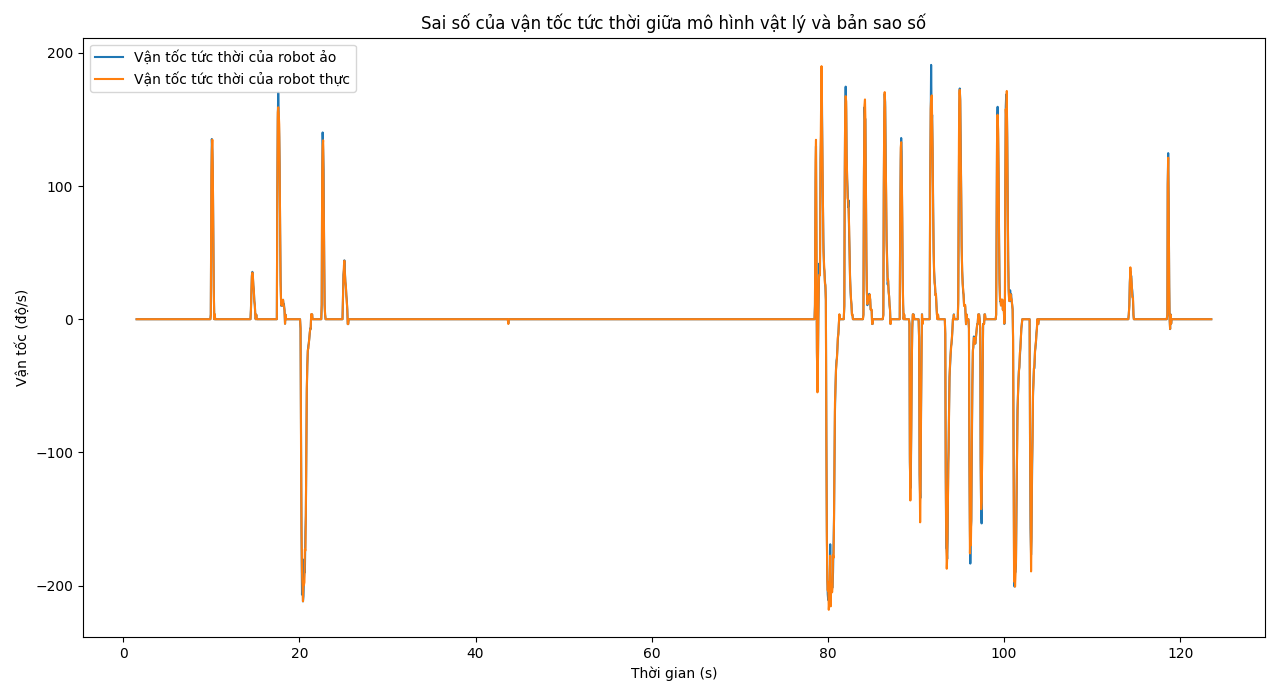 Sai số của vận tốc tức thời giữa mô hình vật lý và bản sao số
Vận tốc tức thời của robot ảo
Vận tốc tức thời của robot thực
Vận tốc (độ/s)
200
100
0
−100
−200
0 20 40 60 80 100 120
Thời gian (s)